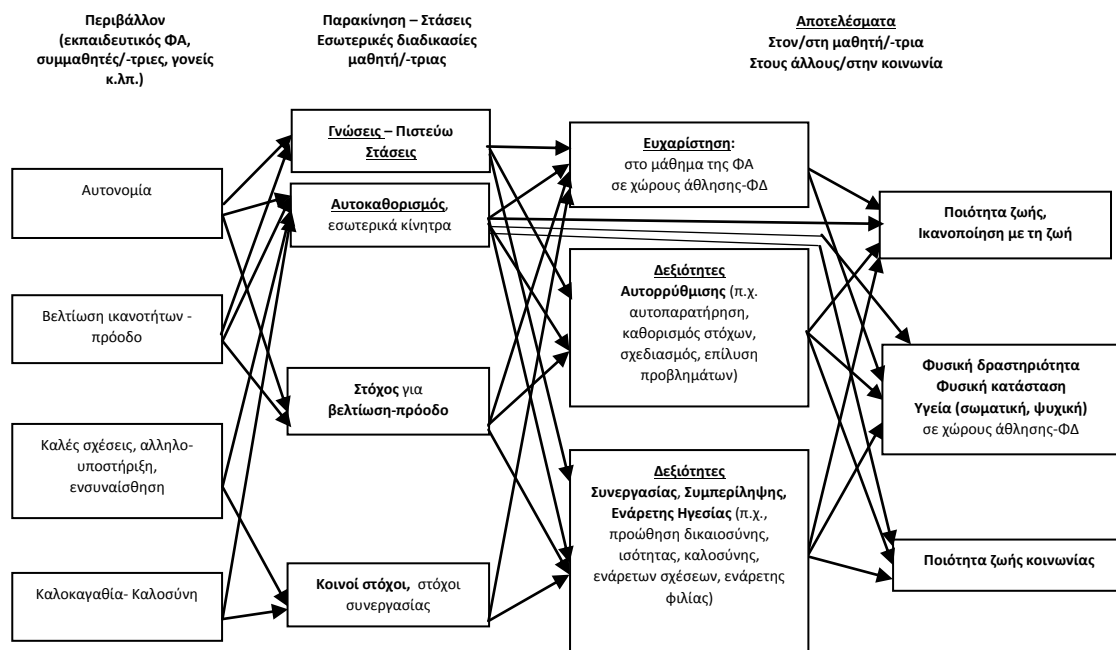 Περιβάλλον
(εκπαιδευτικός ΦΑ,
συμμαθητές/-τριες, γονείς
κ.λπ.)
Παρακίνηση – Στάσεις
Εσωτερικές διαδικασίες
μαθητή/-τριας
Αποτελέσματα
Στον/στη μαθητή/-τρια
Στους άλλους/στην κοινωνία
Αυτονομία
Βελτίωση ικανοτήτων -
πρόοδο
Καλές σχέσεις, αλληλο-
υποστήριξη,
ενσυναίσθηση
Καλοκαγαθία- Καλοσύνη
Γνώσεις – Πιστεύω
Στάσεις
Αυτοκαθορισμός,
εσωτερικά κίνητρα
Στόχος για
βελτίωση-πρόοδο
Κοινοί στόχοι, στόχοι
συνεργασίας
Ευχαρίστηση:
στο μάθημα της ΦΑ
σε χώρους άθλησης-ΦΔ
Δεξιότητες
Αυτορρύθμισης (π.χ.
αυτοπαρατήρηση,
καθορισμός στόχων,
σχεδιασμός, επίλυση
προβλημάτων)
Δεξιότητες
Συνεργασίας, Συμπερίληψης,
Ενάρετης Ηγεσίας (π.χ.,
προώθηση δικαιοσύνης,
ισότητας, καλοσύνης,
ενάρετων σχέσεων, ενάρετης
φιλίας)
Ποιότητα ζωής,
Ικανοποίηση με τη ζωή
Φυσική δραστηριότητα
Φυσική κατάσταση
Υγεία (σωματική, ψυχική)
σε χώρους άθλησης-ΦΔ
Ποιότητα ζωής κοινωνίας